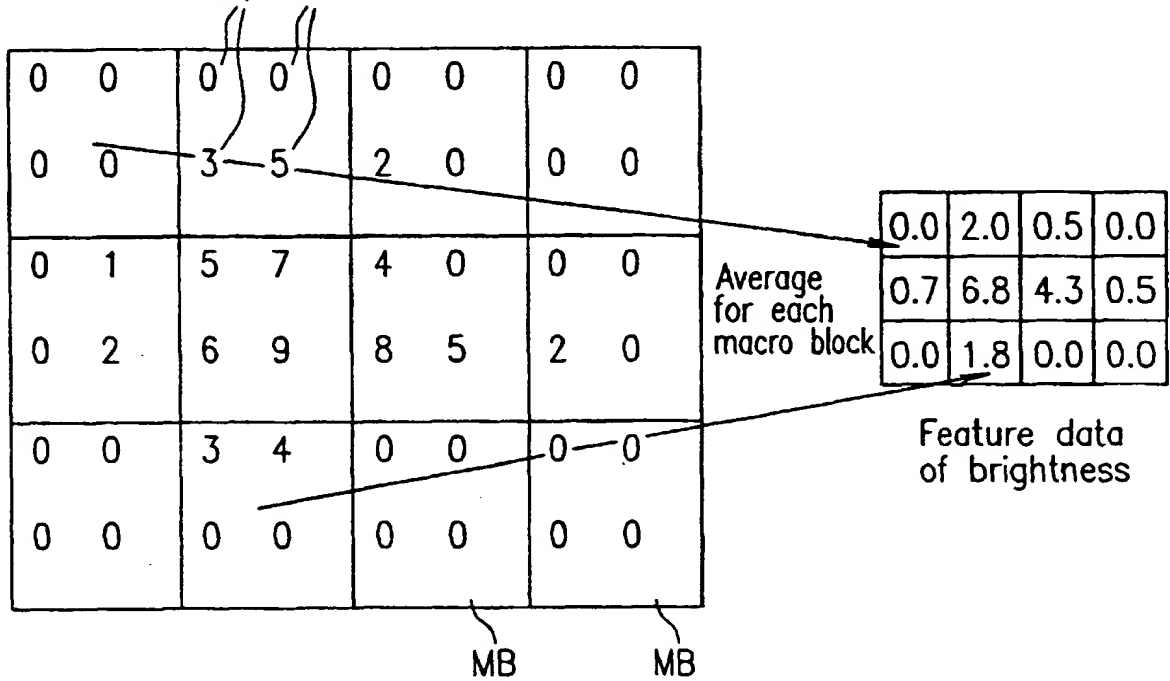 0 0 0 0 0 0 0 0
0 0 3 5 2 0 0 0
0 1 5 7 4 0 0 0
0 2 6 9 8 5 2 0
0 0 3 4 0 0 0 0
0 0 0 0 0 0 0 0
MB MB
Average
for each
macro block
0.0 2.0 0.5 0.0
0.7 6.8 4.3 0.5
0.0 1.8 0.0 0.0
Feature data
of brightness